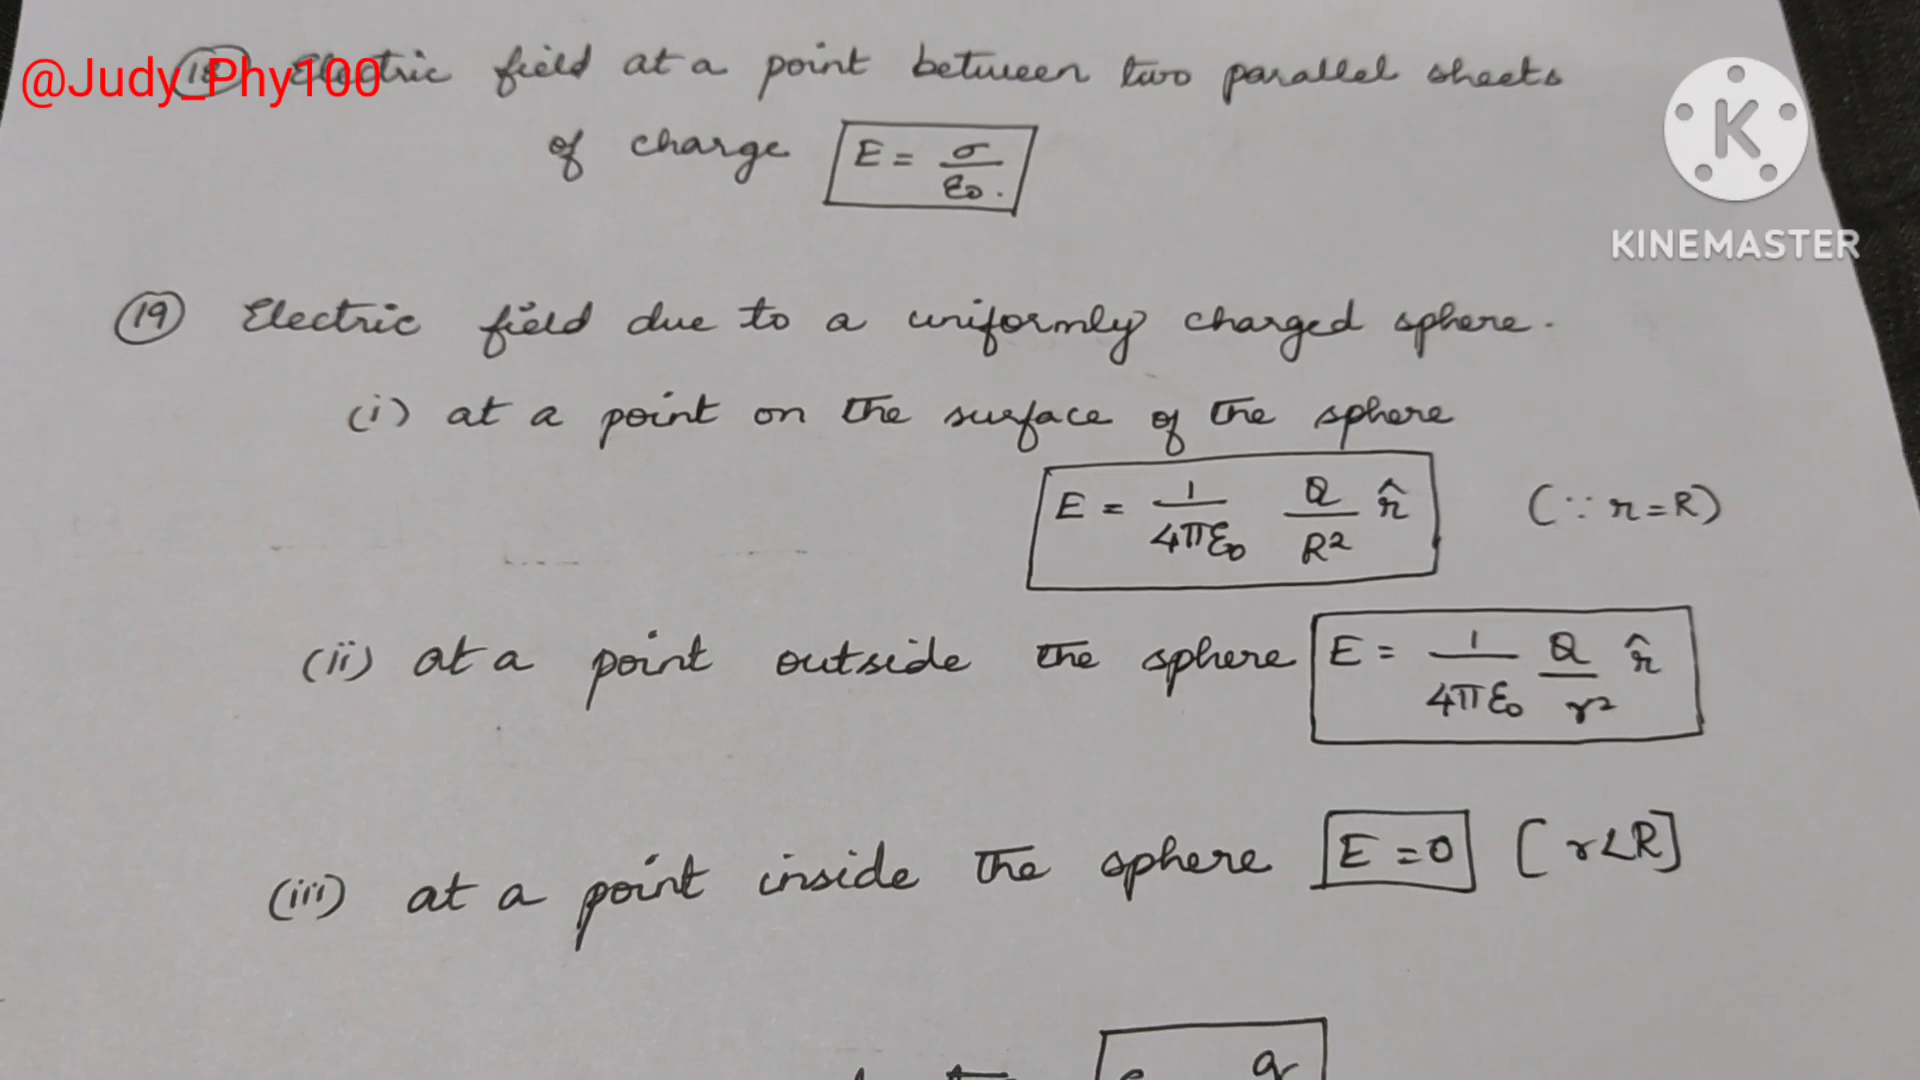 @Judy_Phy100
(18) Electric field at a point between two parallel sheets
of charge E = σ/ε0.
K
KINEMASTER
(19) Electric field due to a uniformly charged sphere.
(i) at a point on the surface of the sphere
E = 1/4πε0 Q/R² r̂ (∵ r=R)
(ii) at a point outside the sphere E = 1/4πε0 Q/r² r̂
(iii) at a point inside the sphere E=0 [r<R]